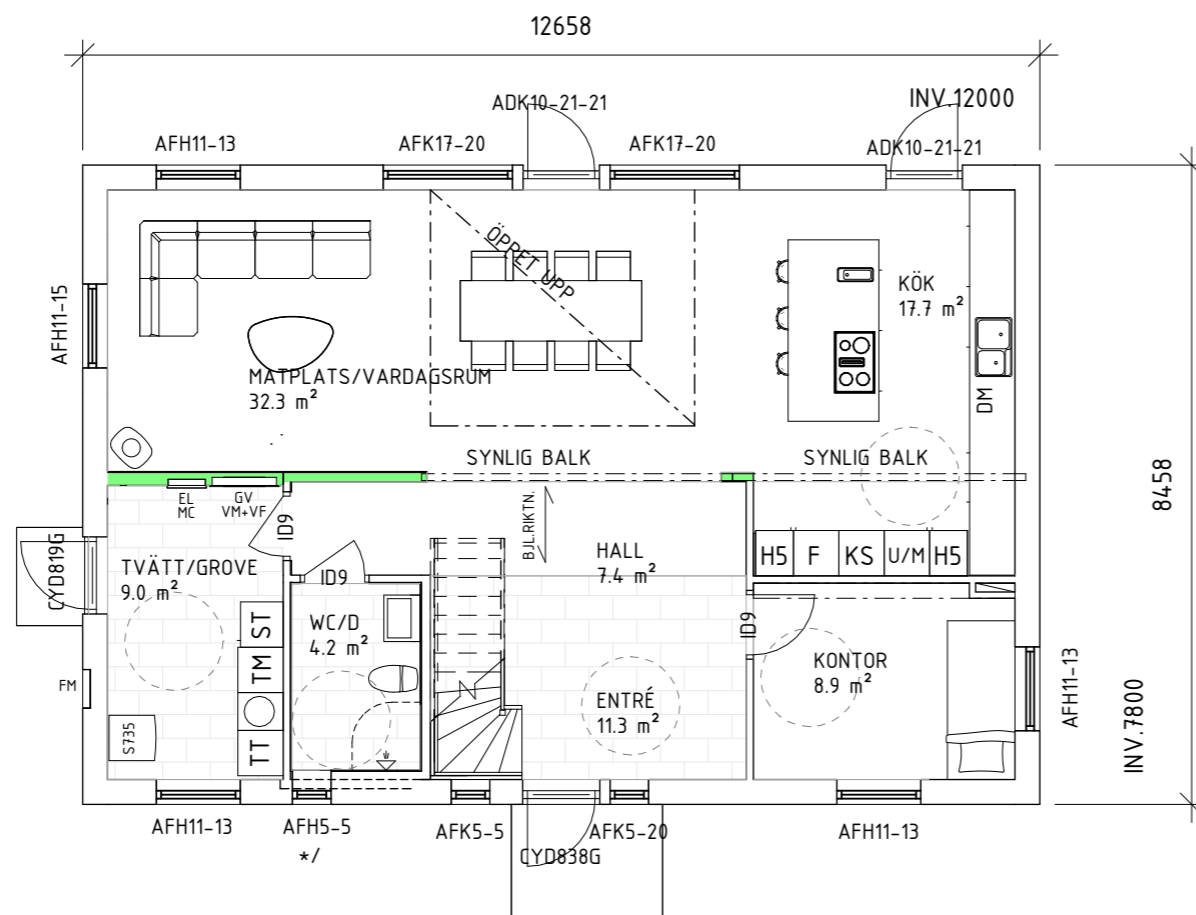 12658
ADK10-21-21
INV.12000
AFH11-13
AFK17-20
AFK17-20
ADK10-21-21
ÖPPET UPP
KÖK
17.7 m²
AFH11-15
MATPLATS/VARDAGSRUM
32.3 m²
DM
SYNLIG BALK
SYNLIG BALK
8458
EL
MC
GV
VM+VF
ID9
BJL.RIKTN.
HALL
7.4 m²
H5
F
KS
U/M
H5
CYD819G
TVÄTT/GROVE
9.0 m²
ID9
WC/D
4.2 m²
ST
TM
TT
ID9
KONTOR
8.9 m²
FM
ENTRÉ
11.3 m²
S735
AFH11-13
INV.7800
AFH11-13
AFH5-5
*/
AFK5-5
AFK5-20
CYD838G
AFH11-13